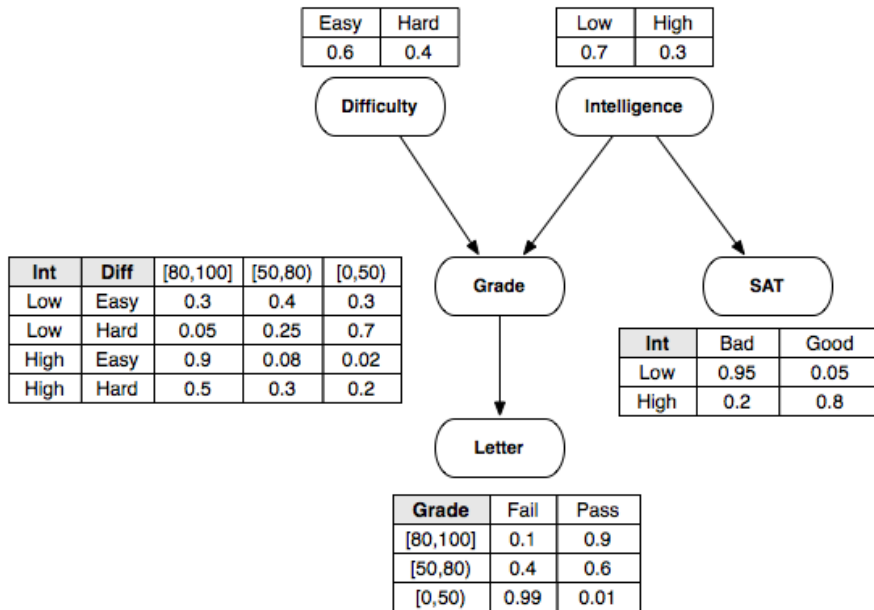 Easy Hard
0.6 0.4
Low High
0.7 0.3
Difficulty
Intelligence
Int Diff [80,100] [50,80) [0,50)
Low Easy 0.3 0.4 0.3
Low Hard 0.05 0.25 0.7
High Easy 0.9 0.08 0.02
High Hard 0.5 0.3 0.2
Grade
SAT
Int Bad Good
Low 0.95 0.05
High 0.2 0.8
Letter
Grade Fail Pass
[80,100] 0.1 0.9
[50,80) 0.4 0.6
[0,50) 0.99 0.01